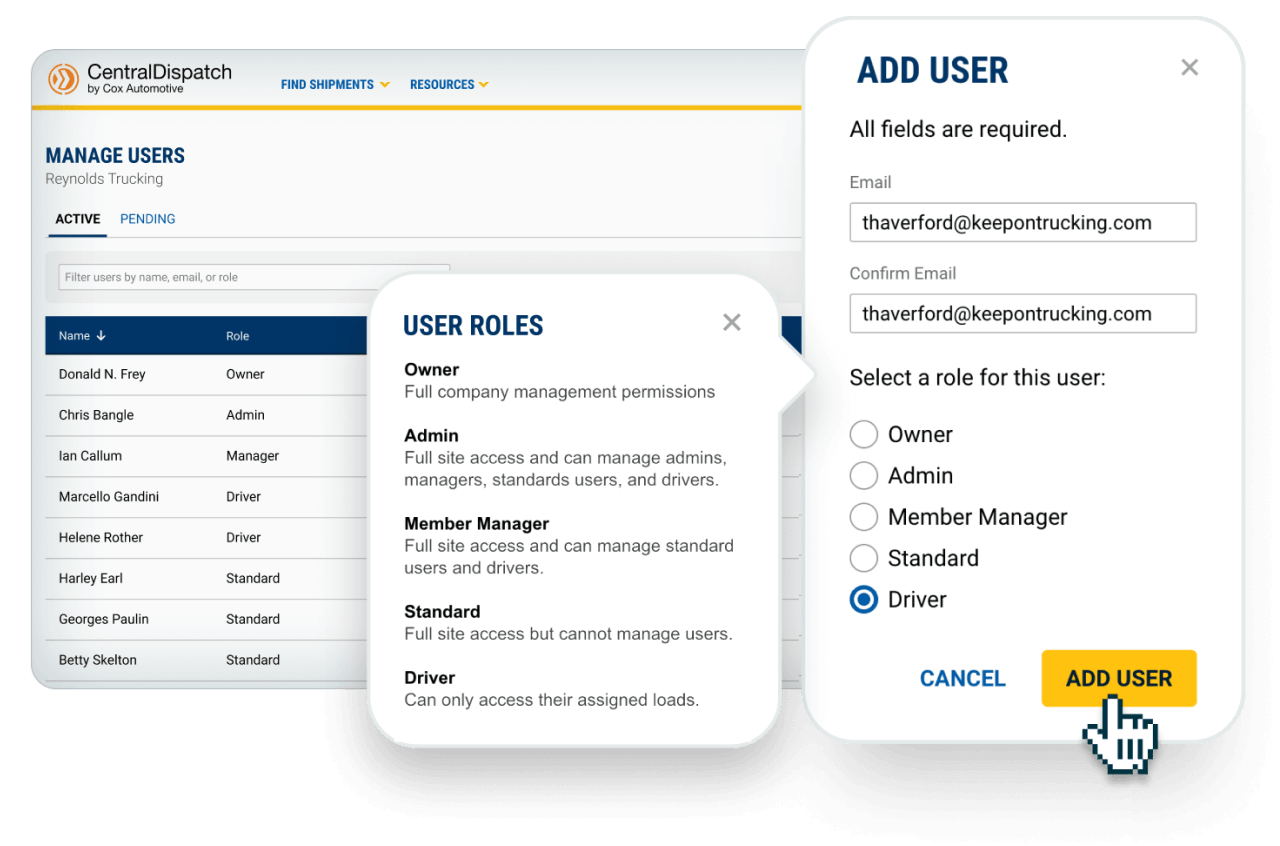 CentralDispatch
by Cox Automotive
FIND SHIPMENTS
RESOURCES
MANAGE USERS
Reynolds Trucking
ACTIVE PENDING
Filter users by name, email, or role
Name Role
Donald N. Frey Owner
Chris Bangle Admin
Ian Callum Manager
Marcello Gandini Driver
Helene Rother Driver
Harley Earl Standard
Georges Paulin Standard
Betty Skelton Standard
USER ROLES
Owner
Full company management permissions
Admin
Full site access and can manage admins,
managers, standards users, and drivers.
Member Manager
Full site access and can manage standard
users and drivers.
Standard
Full site access but cannot manage users.
Driver
Can only access their assigned loads.
ADD USER
All fields are required.
Email
thaverford@keepontrucking.com
Confirm Email
thaverford@keepontrucking.com
Select a role for this user:
Owner
Admin
Member Manager
Standard
Driver
CANCEL ADD USER